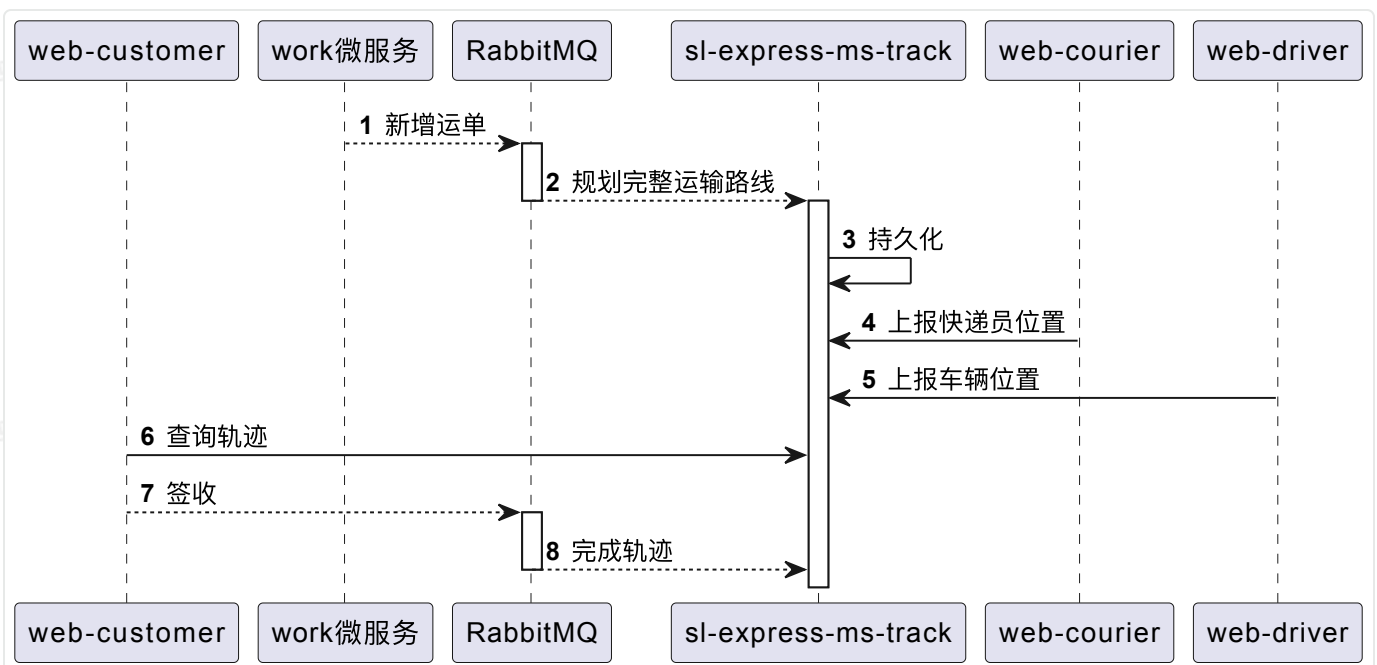 web-customer
work微服务
RabbitMQ
sl-express-ms-track
web-courier
web-driver
1 新增运单
2 规划完整运输路线
3 持久化
4 上报快递员位置
5 上报车辆位置
6 查询轨迹
7 签收
8 完成轨迹
web-customer
work微服务
RabbitMQ
sl-express-ms-track
web-courier
web-driver